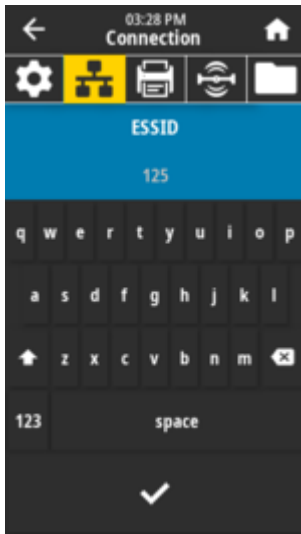 03:28 PM
Connection
ESSID
125
q w e r t y u i o p
a s d f g h j k l
z x c v b n m
123 space